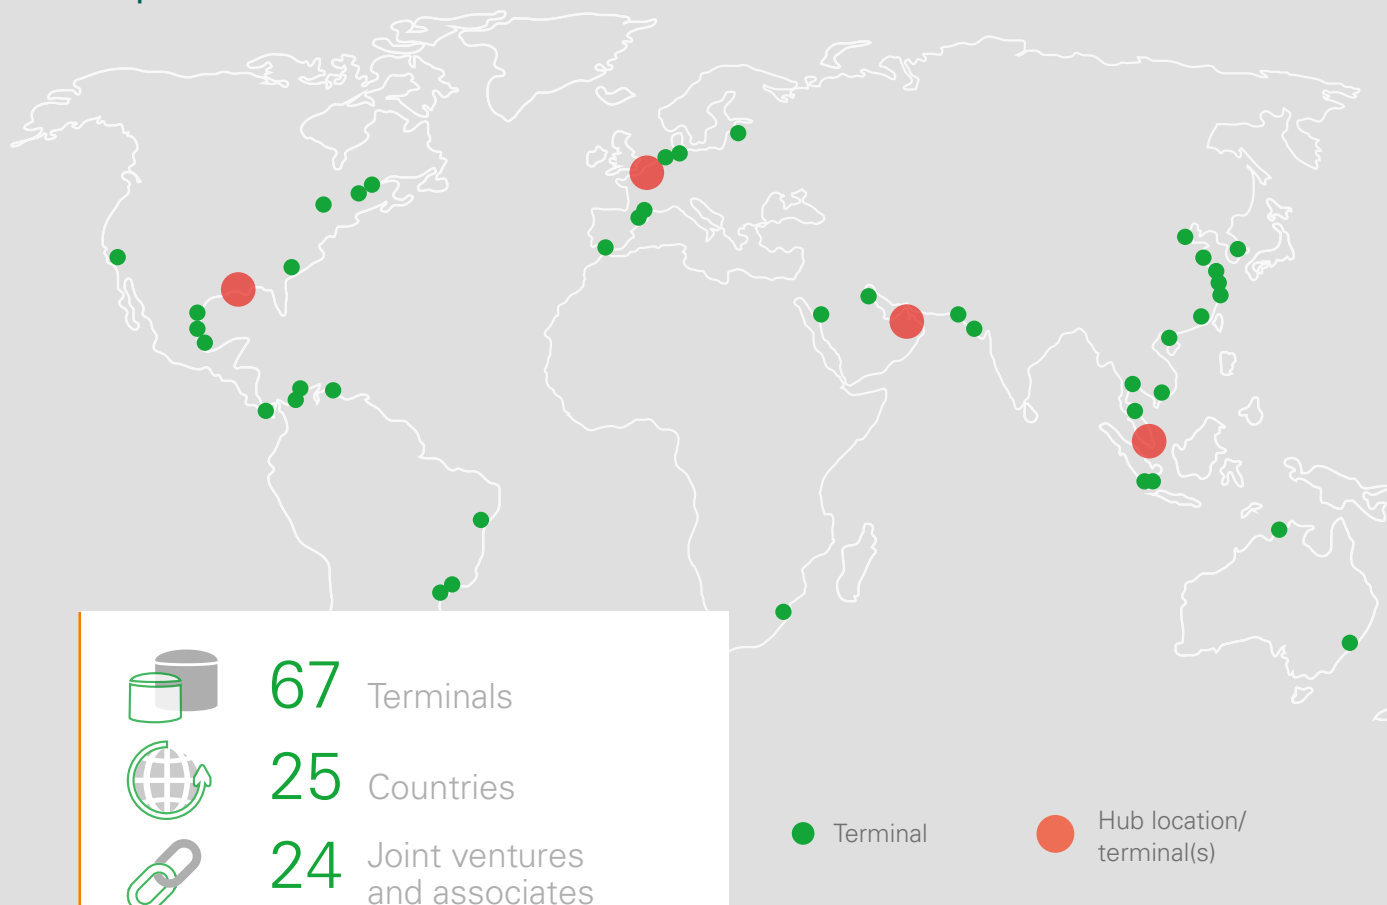 67 Terminals
25 Countries
24 Joint ventures
and associates
Terminal
Hub location/
terminal(s)